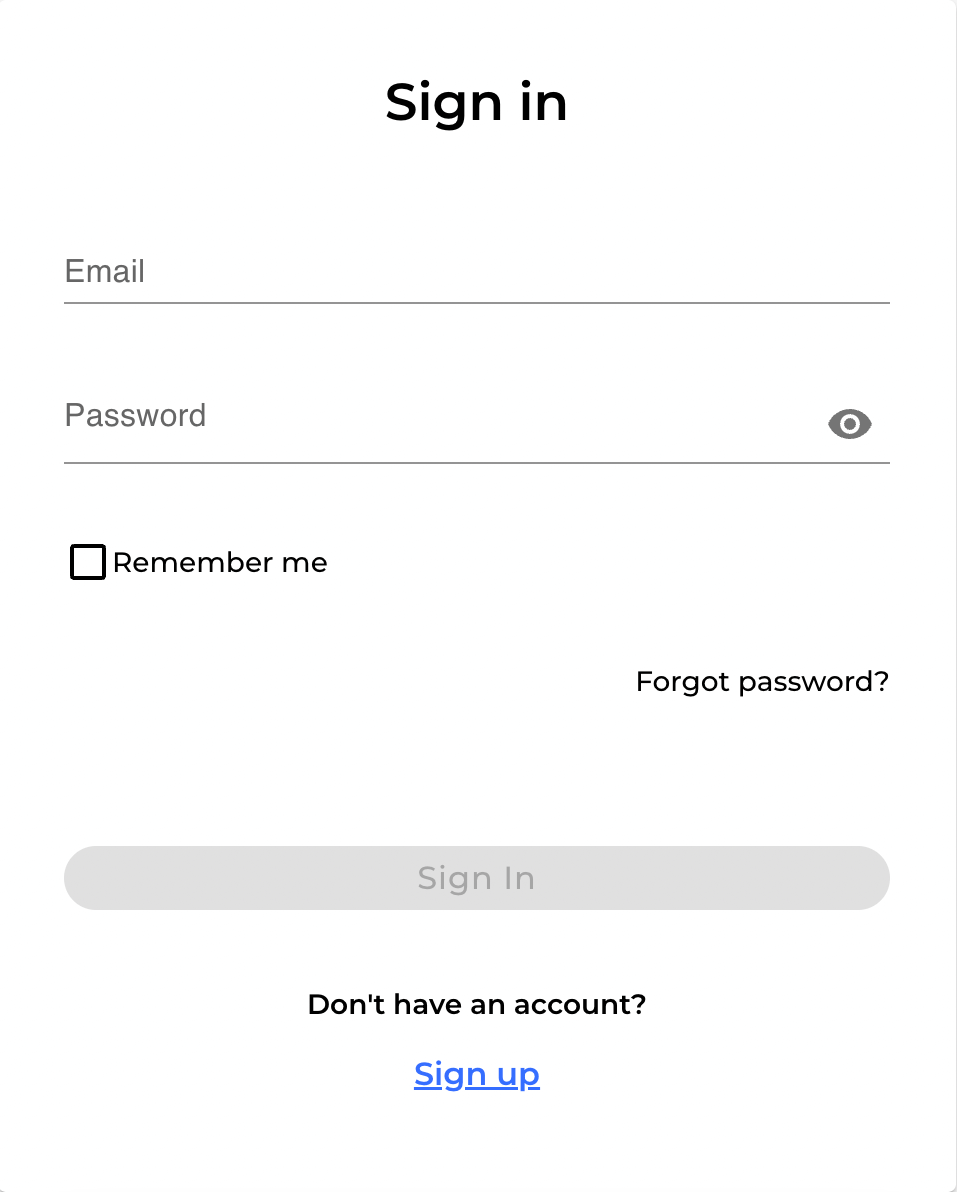 Sign in
Email
Password
Remember me
Forgot password?
Sign In
Don't have an account?
Sign up